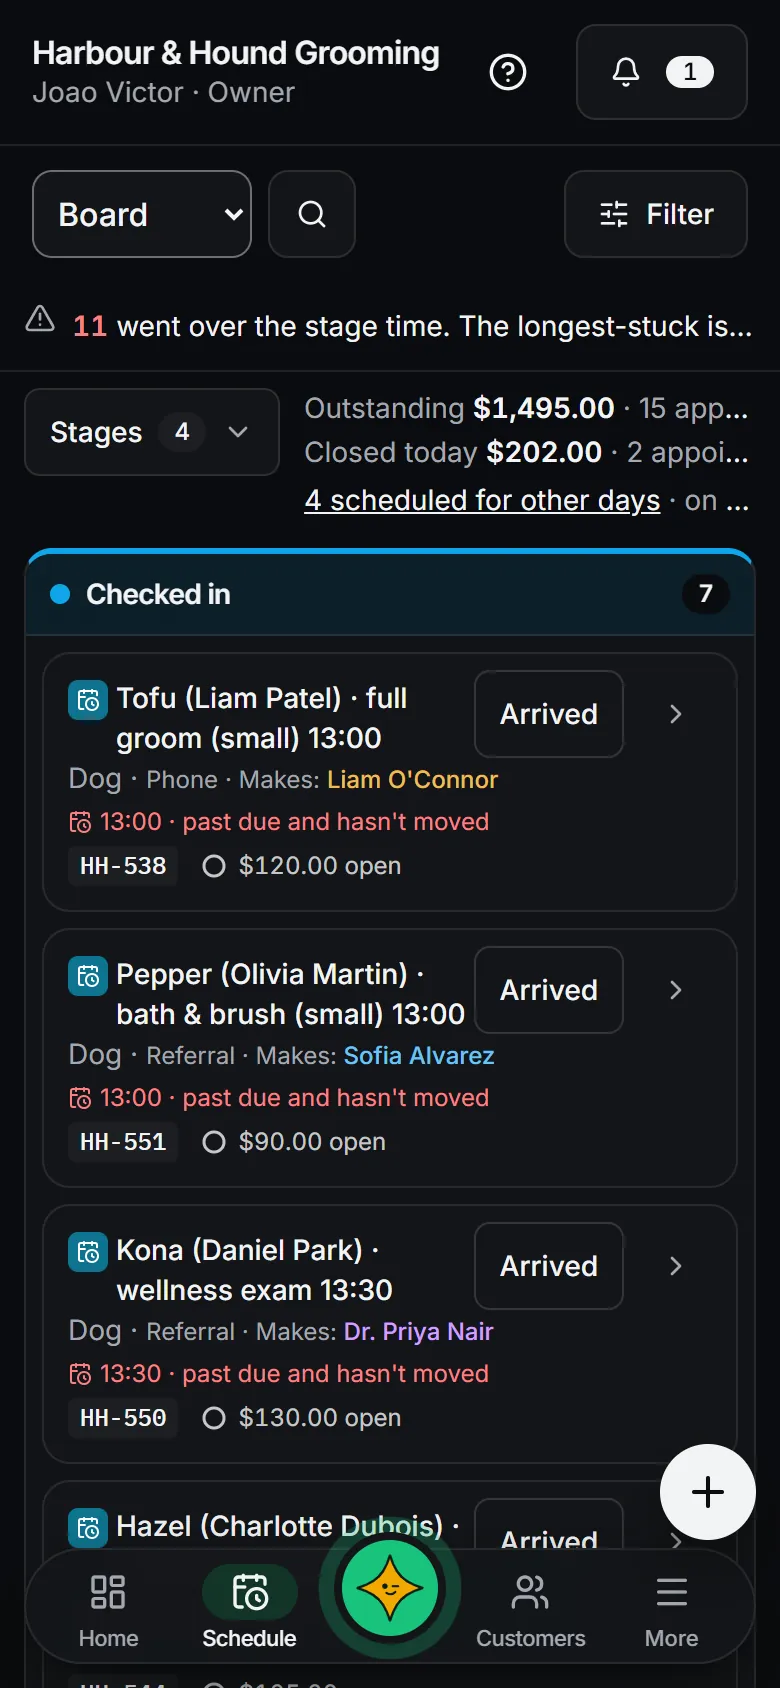 Harbour & Hound Grooming
Joao Victor · Owner
1
Board
Filter
11 went over the stage time. The longest-stuck is...
Stages 4
Outstanding $1,495.00 · 15 app...
Closed today $202.00 · 2 appoi...
4 scheduled for other days · on ...
Checked in
7
Tofu (Liam Patel) · full
groom (small) 13:00
Arrived
Dog · Phone · Makes: Liam O'Connor
13:00 · past due and hasn't moved
HH-538
$120.00 open
Pepper (Olivia Martin) ·
bath & brush (small) 13:00
Arrived
Dog · Referral · Makes: Sofia Alvarez
13:00 · past due and hasn't moved
HH-551
$90.00 open
Kona (Daniel Park) ·
wellness exam 13:30
Arrived
Dog · Referral · Makes: Dr. Priya Nair
13:30 · past due and hasn't moved
HH-550
$130.00 open
Hazel (Charlotte Dubois) ·
Arrived
Home
Schedule
Customers
More